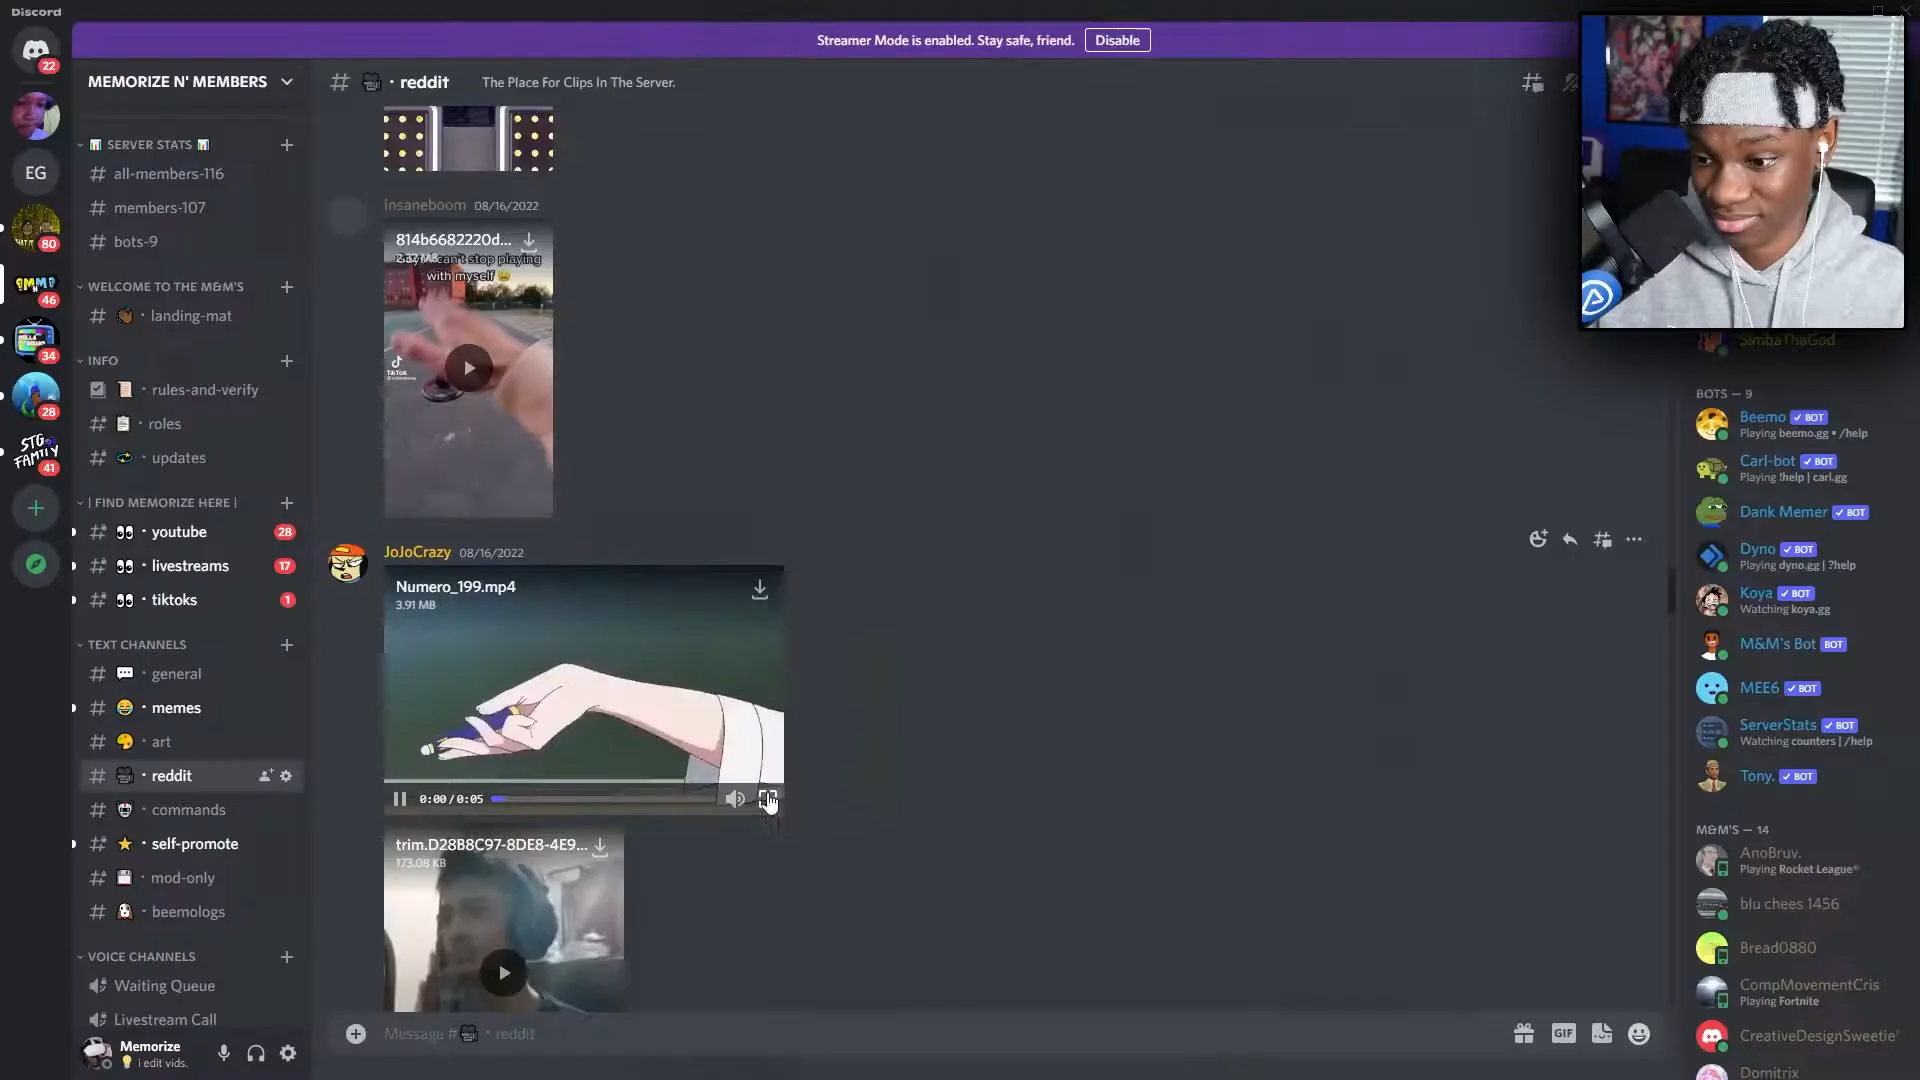 Discord
Streamer Mode is enabled. Stay safe, friend.
Disable
22
EG
80
46
34
28
STG FAMILY
41
MEMORIZE N' MEMBERS
SERVER STATS
all-members-116
members-107
bots-9
WELCOME TO THE M&M'S
landing-mat
INFO
rules-and-verify
roles
updates
| FIND MEMORIZE HERE |
youtube
28
livestreams
17
tiktoks
1
TEXT CHANNELS
general
memes
art
reddit
commands
self-promote
mod-only
beemologs
VOICE CHANNELS
Waiting Queue
Livestream Call
Memorize
i edit vids.
# · reddit
The Place For Clips In The Server.
insaneboom 08/16/2022
814b6682220d...
can't stop playing
with myself
TikTok
JoJoCrazy 08/16/2022
Numero_199.mp4
3.91 MB
0:00/0:05
trim.D28B8C97-8DE8-4E9...
173.08 KB
Message # · reddit
GIF
SimbaThaGod
BOTS — 9
Beemo BOT
Playing beemo.gg • /help
Carl-bot BOT
Playing !help | carl.gg
Dank Memer BOT
Dyno BOT
Playing dyno.gg | ?help
Koya BOT
Watching koya.gg
M&M's Bot BOT
MEE6 BOT
ServerStats BOT
Watching counters | /help
Tony. BOT
M&M'S — 14
AnoBruv.
Playing Rocket League®
blu chees 1456
Bread0880
CompMovementCris
Playing Fortnite
CreativeDesignSweetie
Domitrix